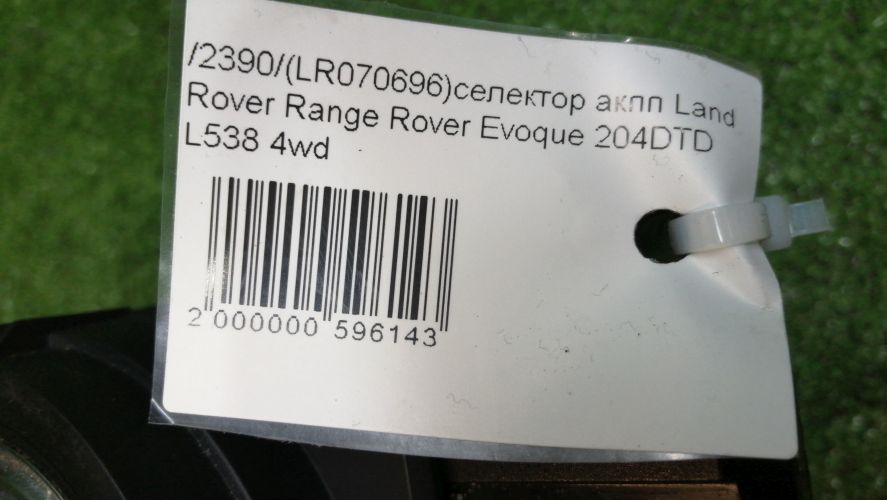 /2390/(LR070696)селектор акпп Land
Rover Range Rover Evoque 204DTD
L538 4wd
2 000000 596143